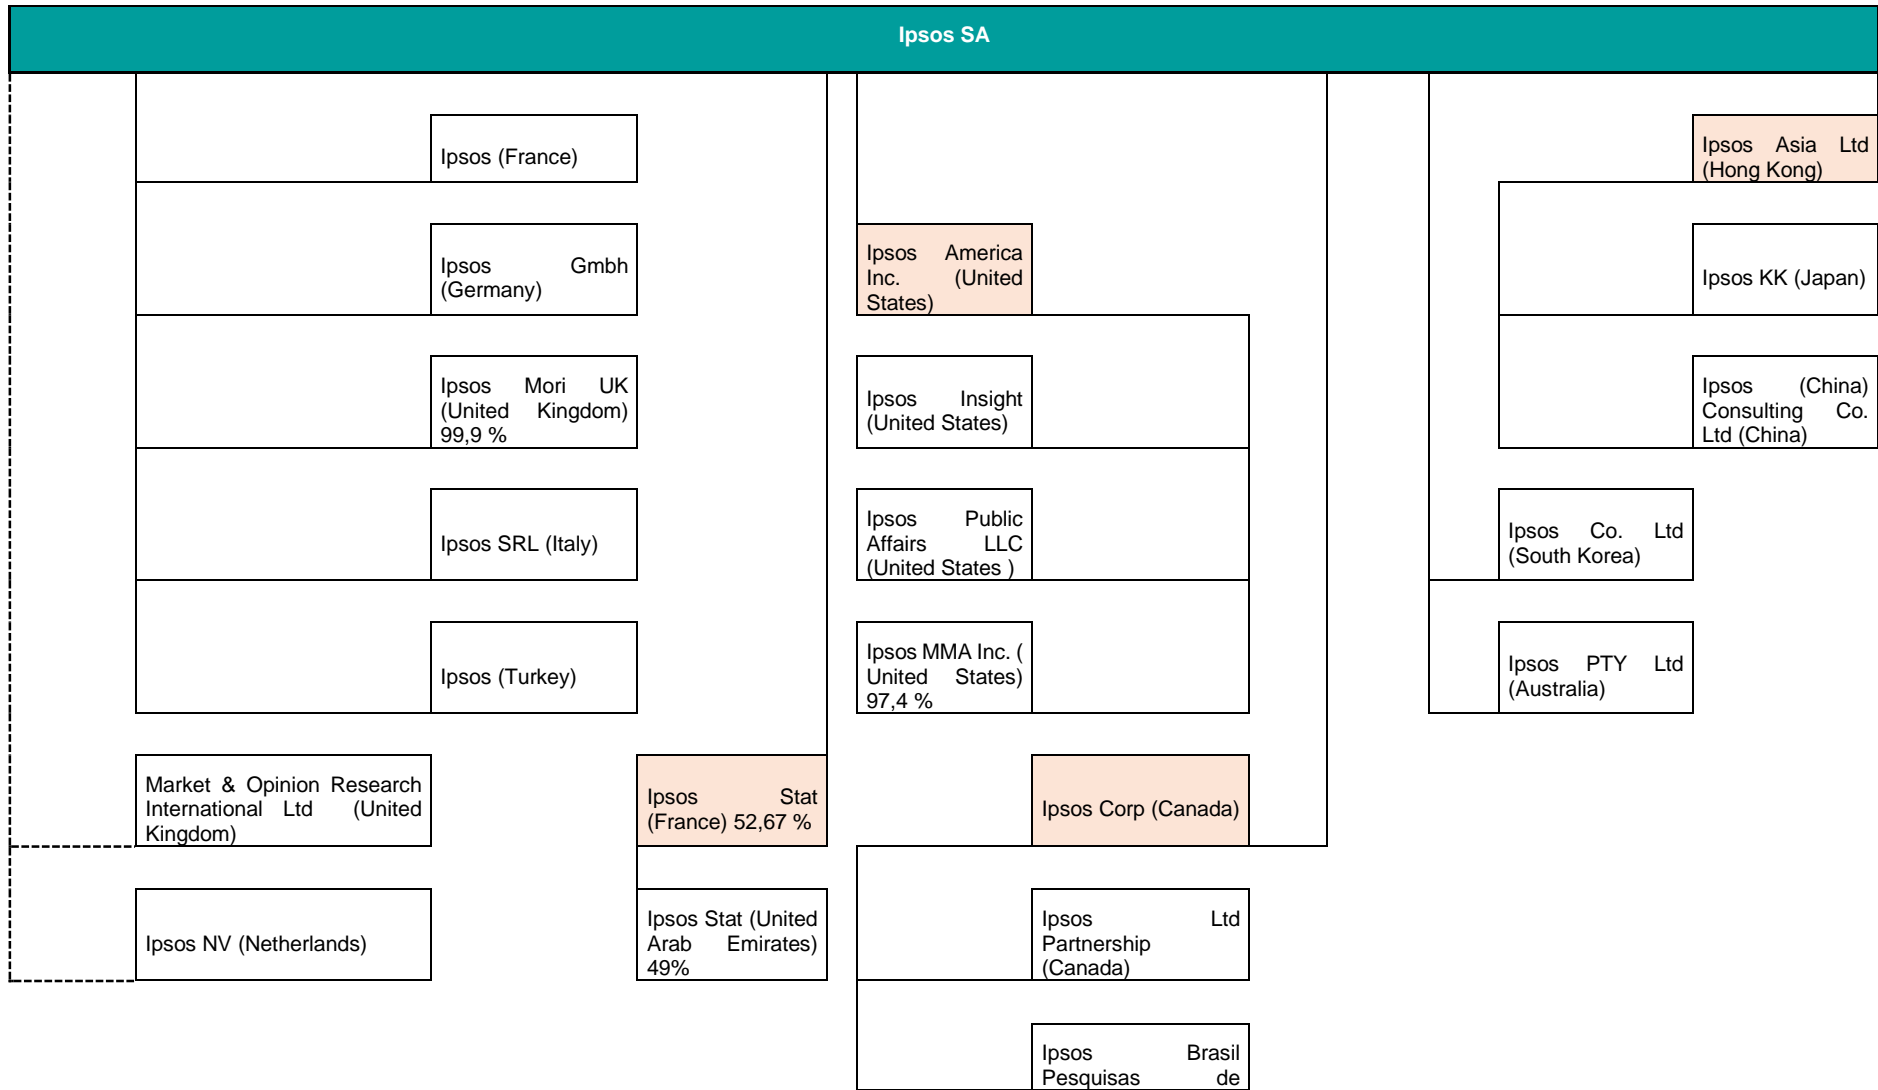 Ipsos SA
Ipsos (France)
Ipsos Asia Ltd
(Hong Kong)
Ipsos Gmbh
(Germany)
Ipsos America
Inc. (United
States)
Ipsos KK (Japan)
Ipsos Mori UK
(United Kingdom)
99,9 %
Ipsos Insight
(United States)
Ipsos (China)
Consulting Co.
Ltd (China)
Ipsos SRL (Italy)
Ipsos Public
Affairs LLC
(United States )
Ipsos Co. Ltd
(South Korea)
Ipsos (Turkey)
Ipsos MMA Inc. (
United States)
97,4 %
Ipsos PTY Ltd
(Australia)
Market & Opinion Research
International Ltd (United
Kingdom)
Ipsos Stat
(France) 52,67 %
Ipsos Corp (Canada)
Ipsos NV (Netherlands)
Ipsos Stat (United
Arab Emirates)
49%
Ipsos Ltd
Partnership
(Canada)
Ipsos Brasil
Pesquisas de